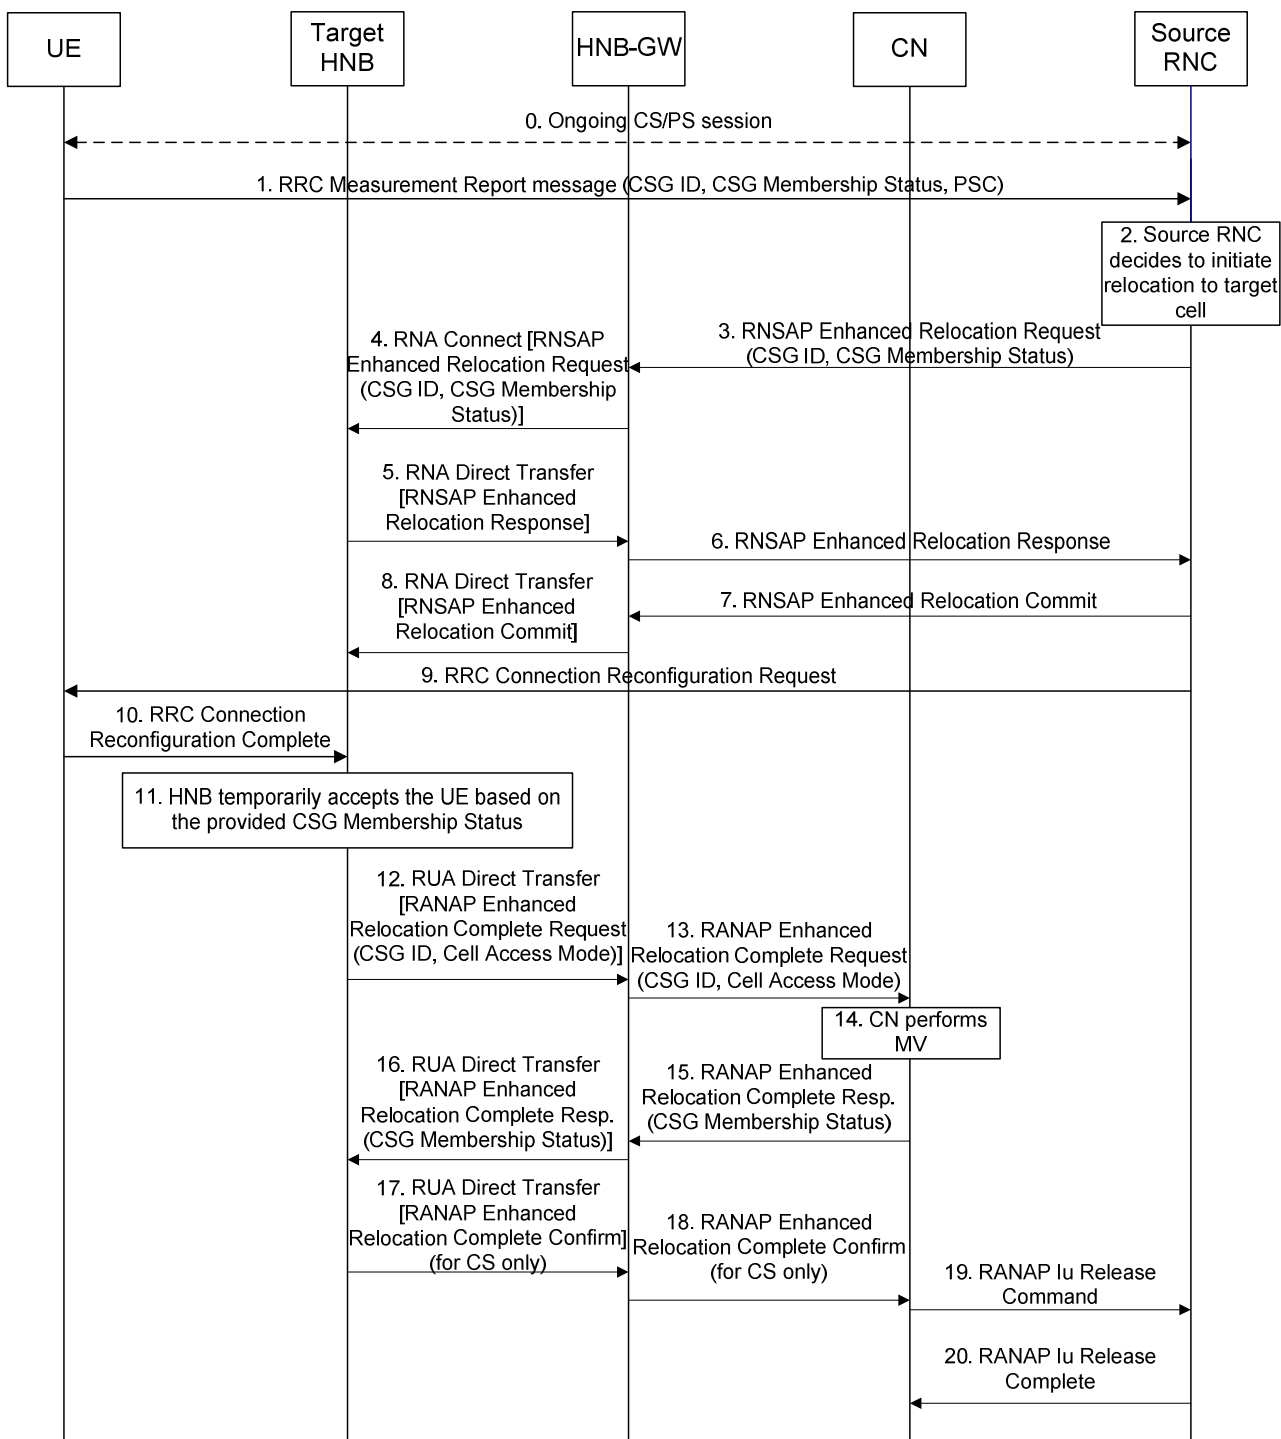 UE
Target
HNB
HNB-GW
CN
Source
RNC
0. Ongoing CS/PS session
1. RRC Measurement Report message (CSG ID, CSG Membership Status, PSC)
2. Source RNC
decides to initiate
relocation to target
cell
3. RNSAP Enhanced Relocation Request
(CSG ID, CSG Membership Status)
4. RNA Connect [RNSAP
Enhanced Relocation Request
(CSG ID, CSG Membership
Status)]
5. RNA Direct Transfer
[RNSAP Enhanced
Relocation Response]
6. RNSAP Enhanced Relocation Response
8. RNA Direct Transfer
[RNSAP Enhanced
Relocation Commit]
7. RNSAP Enhanced Relocation Commit
9. RRC Connection Reconfiguration Request
10. RRC Connection
Reconfiguration Complete
11. HNB temporarily accepts the UE based on
the provided CSG Membership Status
12. RUA Direct Transfer
[RANAP Enhanced
Relocation Complete Request
(CSG ID, Cell Access Mode)]
13. RANAP Enhanced
Relocation Complete Request
(CSG ID, Cell Access Mode)
14. CN performs
MV
16. RUA Direct Transfer
[RANAP Enhanced
Relocation Complete Resp.
(CSG Membership Status)]
15. RANAP Enhanced
Relocation Complete Resp.
(CSG Membership Status)
17. RUA Direct Transfer
[RANAP Enhanced
Relocation Complete Confirm]
(for CS only)
18. RANAP Enhanced
Relocation Complete Confirm
(for CS only)
19. RANAP Iu Release
Command
20. RANAP Iu Release
Complete